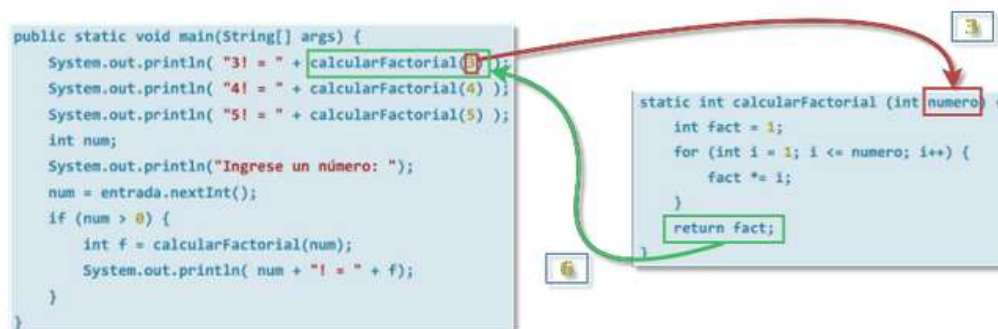 public static void main(String[] args) {
System.out.println( "3! = " + calcularFactorial(3) );
System.out.println( "4! = " + calcularFactorial(4) );
System.out.println( "5! = " + calcularFactorial(5) );
int num;
System.out.println("Ingrese un número: ");
num = entrada.nextInt();
if (num > 0) {
int f = calcularFactorial(num);
System.out.println( num + "! = " + f);
}
}
3
static int calcularFactorial (int numero) {
int fact = 1;
for (int i = 1; i <= numero; i++) {
fact *= i;
}
return fact;
}
6